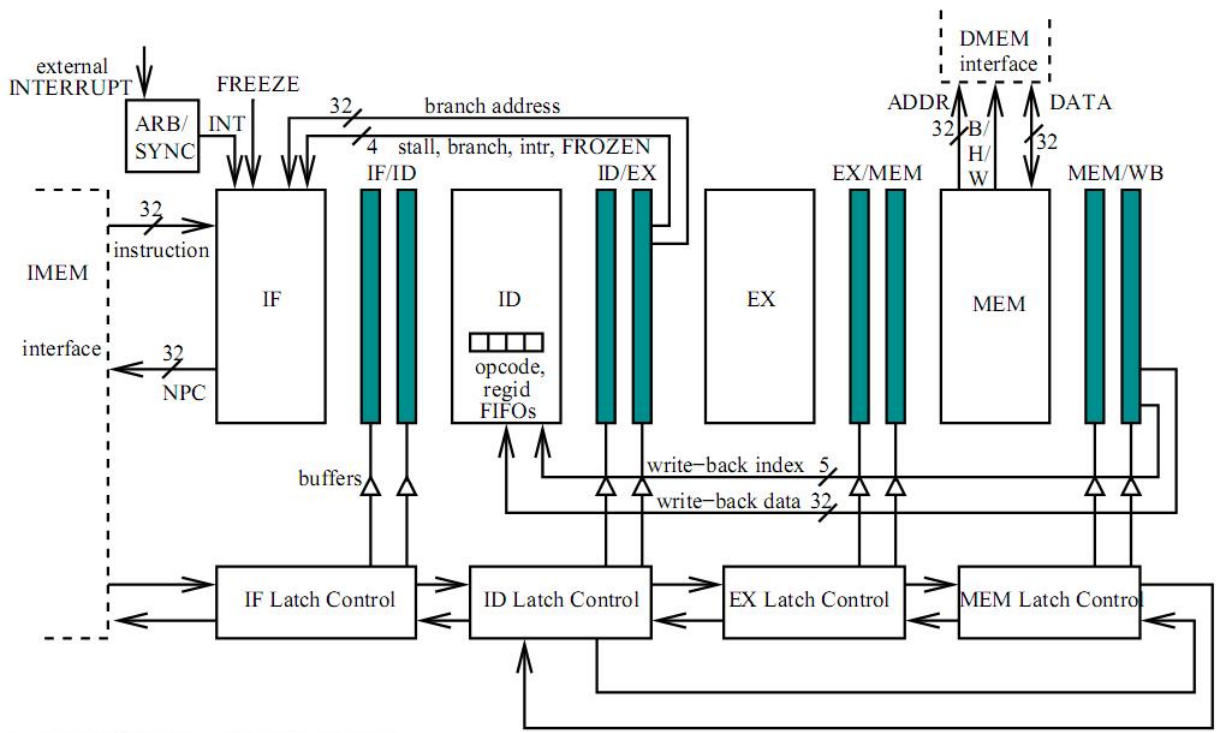 DMEM
interface
external
INTERRUPT
FREEZE
ADDR
DATA
32
branch address
ARB/
SYNC
INT
32
B/
H/
W
32
4
stall, branch, intr, FROZEN
IF/ID
ID/EX
EX/MEM
MEM/WB
32
instruction
IMEM
interface
IF
ID
EX
MEM
32
NPC
opcode,
regid
FIFOs
buffers
write−back index 5
write−back data 32
IF Latch Control
ID Latch Control
EX Latch Control
MEM Latch Control